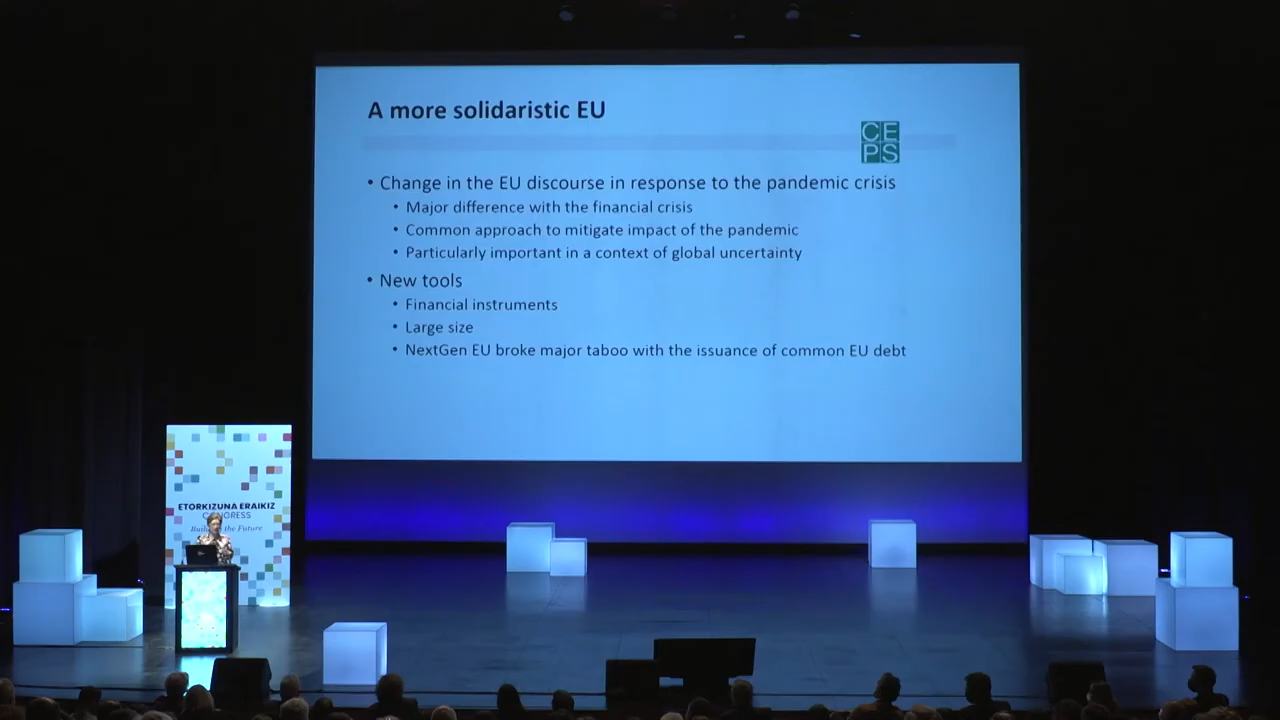 A more solidaristic EU
CE
PS
• Change in the EU discourse in response to the pandemic crisis
• Major difference with the financial crisis
• Common approach to mitigate impact of the pandemic
• Particularly important in a context of global uncertainty
• New tools
• Financial instruments
• Large size
• NextGen EU broke major taboo with the issuance of common EU debt
ETORKIZUNA ERAIKIZ
CONGRESS
the Future